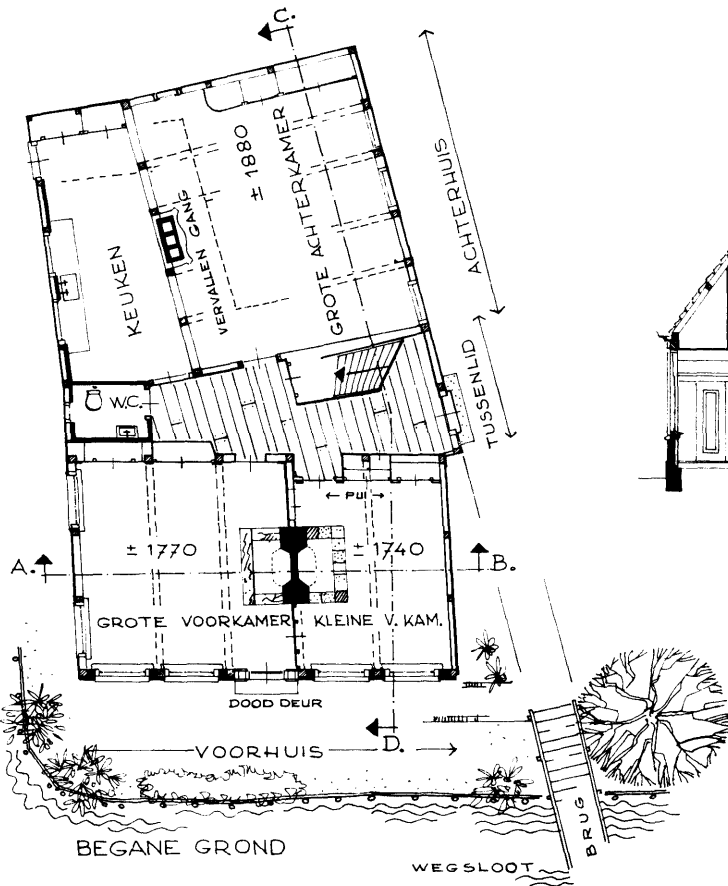 C.
± 1880
GROTE ACHTERKAMER
VERVALLEN GANG
KEUKEN
ACHTERHUIS
TUSSENLID
W.C.
← PUI →
± 1770
± 1740
A.
B.
GROTE VOORKAMER
KLEINE V. KAM.
DOOD DEUR
D.
VOORHUIS
BRUG
BEGANE GROND
WEGSLOOT